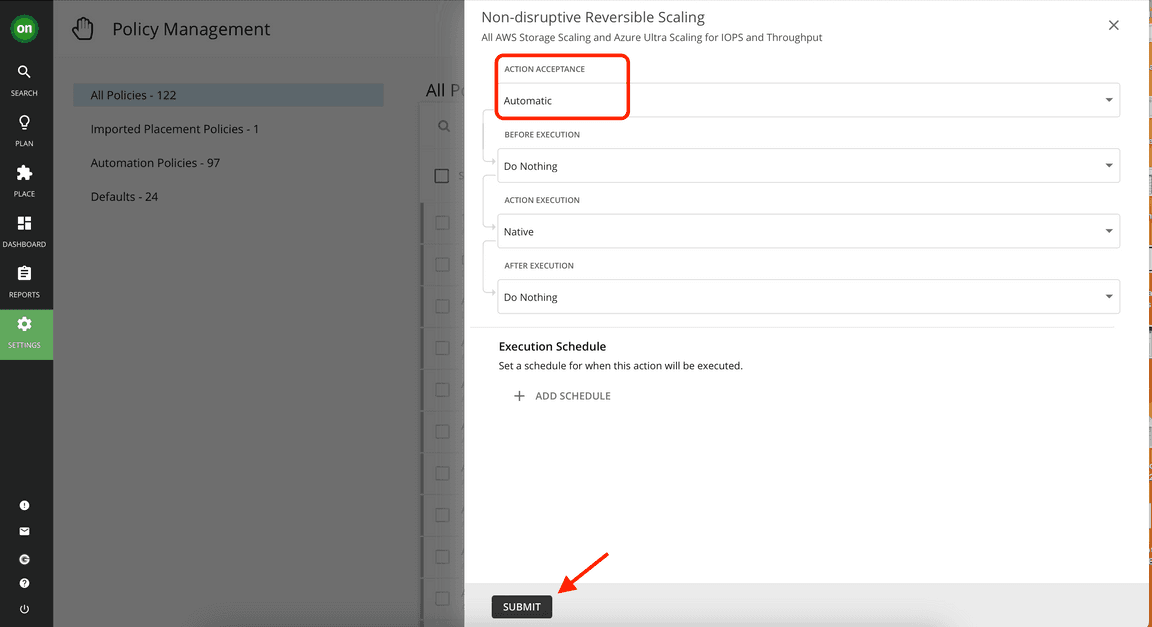 on
SEARCH
PLAN
PLACE
DASHBOARD
REPORTS
SETTINGS
Policy Management
All Policies - 122
Imported Placement Policies - 1
Automation Policies - 97
Defaults - 24
Non-disruptive Reversible Scaling
All AWS Storage Scaling and Azure Ultra Scaling for IOPS and Throughput
ACTION ACCEPTANCE
Automatic
BEFORE EXECUTION
Do Nothing
ACTION EXECUTION
Native
AFTER EXECUTION
Do Nothing
Execution Schedule
Set a schedule for when this action will be executed.
ADD SCHEDULE
SUBMIT